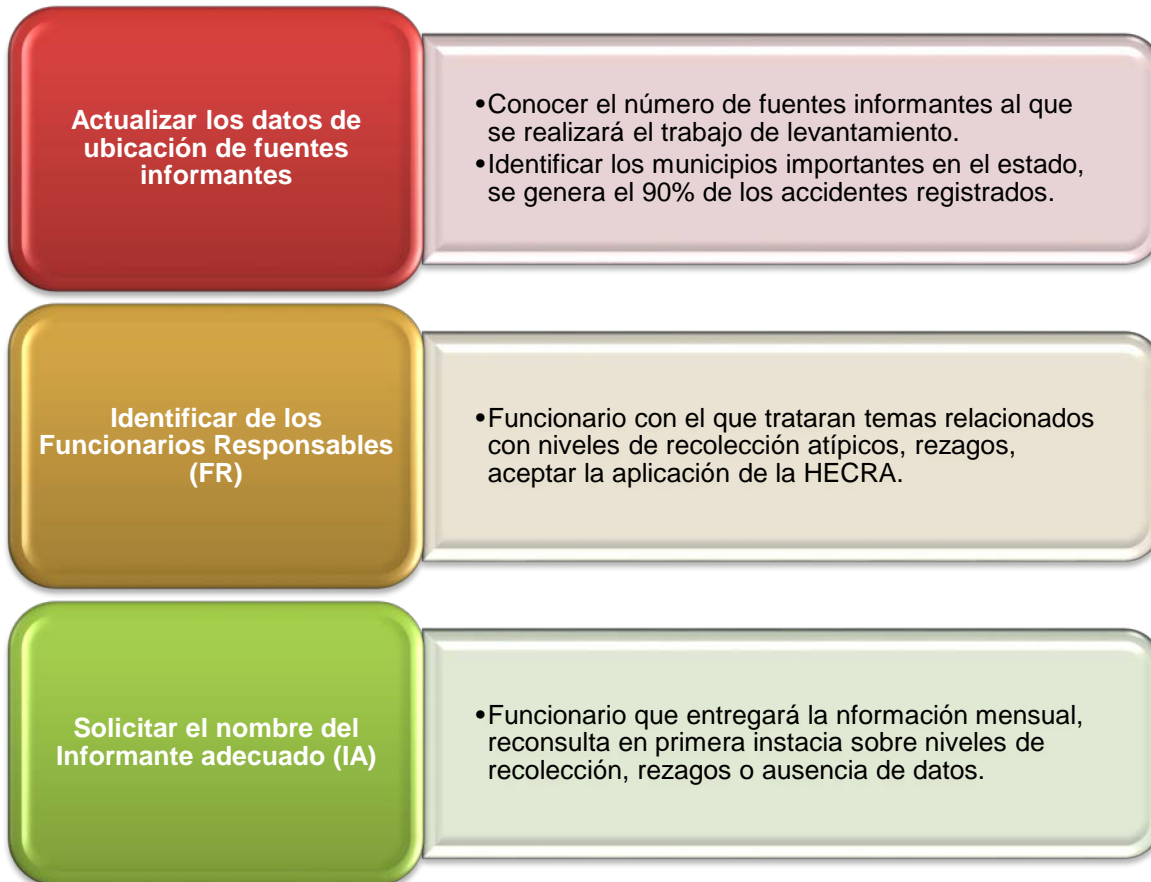 Actualizar los datos de
ubicación de fuentes
informantes
•Conocer el número de fuentes informantes al que
se realizará el trabajo de levantamiento.
•Identificar los municipios importantes en el estado,
se genera el 90% de los accidentes registrados.
Identificar de los
Funcionarios Responsables
(FR)
•Funcionario con el que trataran temas relacionados
con niveles de recolección atípicos, rezagos,
aceptar la aplicación de la HECRA.
Solicitar el nombre del
Informante adecuado (IA)
•Funcionario que entregará la nformación mensual,
reconsulta en primera instacia sobre niveles de
recolección, rezagos o ausencia de datos.